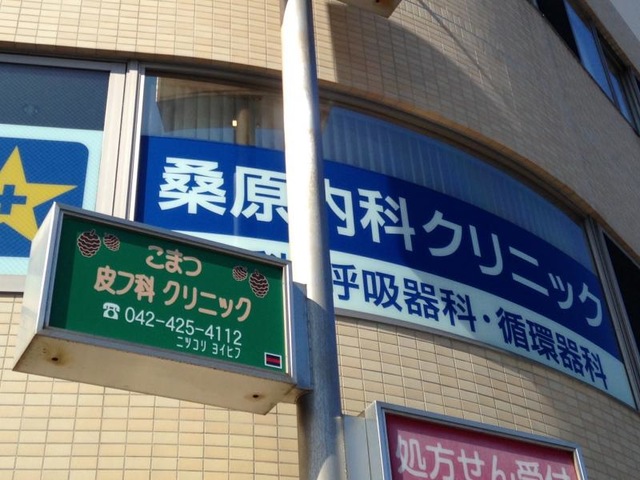 桑原内科クリニック
呼吸器科・循環器科
こまつ
皮フ科 クリニック
☎042-425-4112
ニツコリ ヨイヒフ
処方せん受付